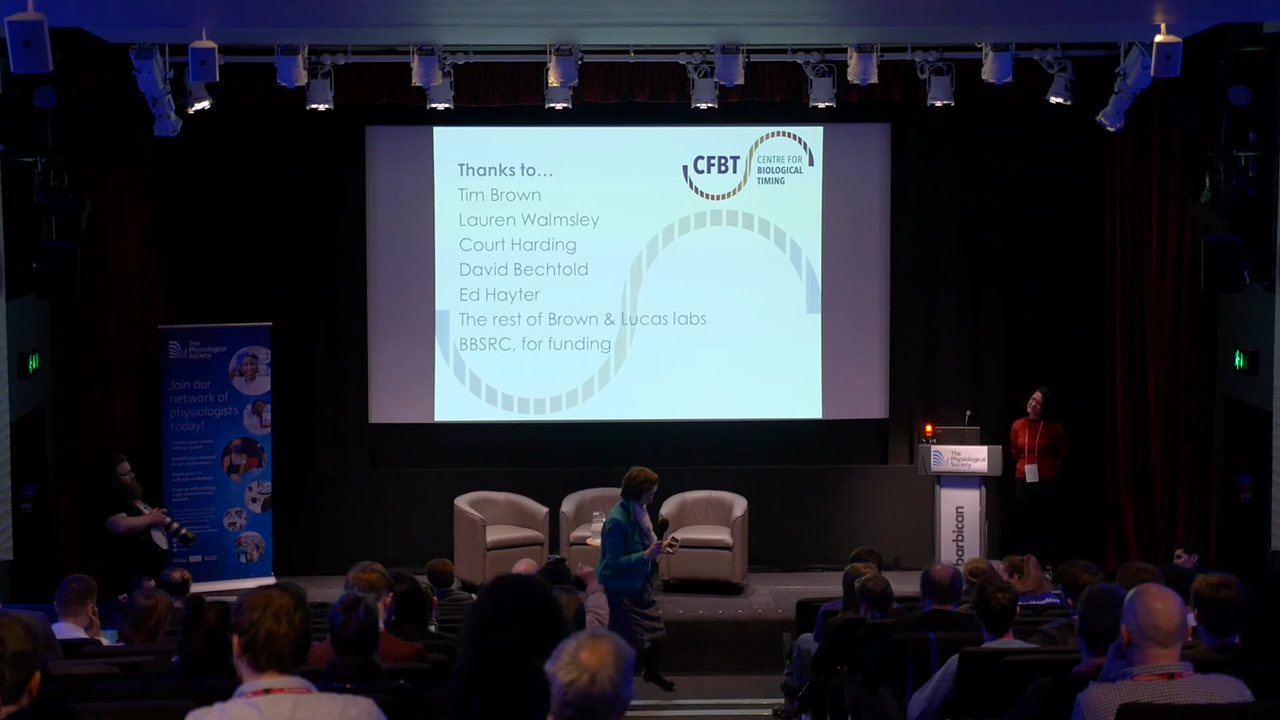 Thanks to...
Tim Brown
Lauren Walmsley
Court Harding
David Bechtold
Ed Hayter
The rest of Brown & Lucas labs
BBSRC, for funding
CFBT
CENTRE FOR
BIOLOGICAL
TIMING
The
Physiological
Society
Join our
network of
physiologists
today!
The
Physiological
Society
barbican